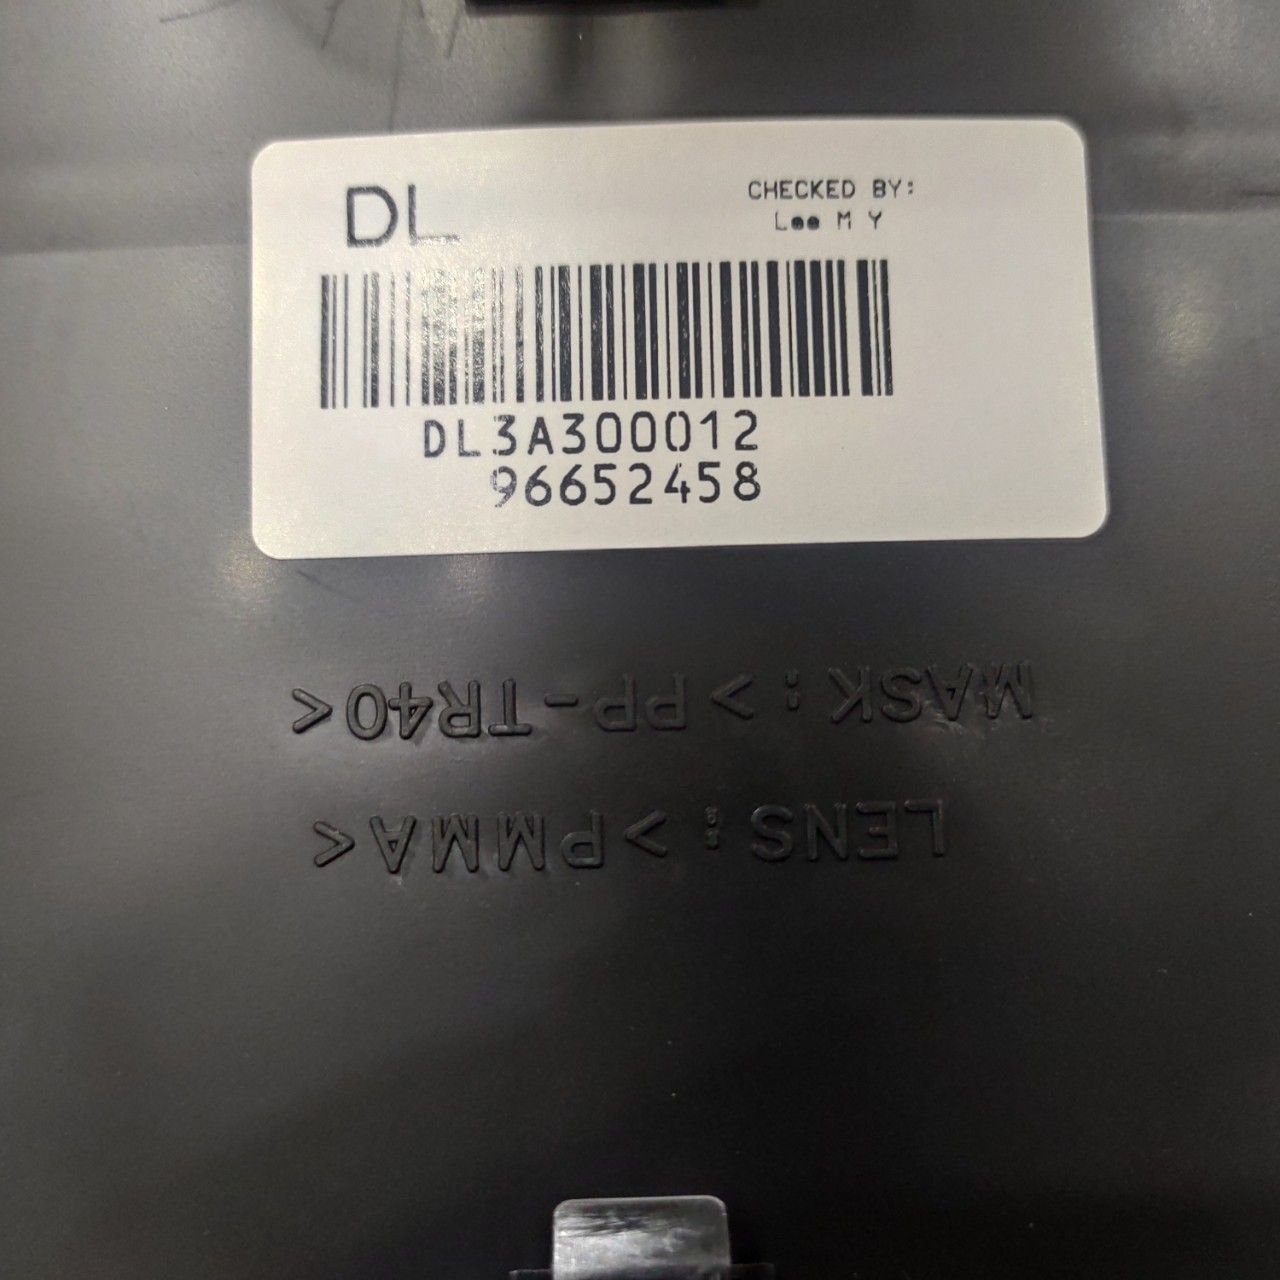 DL
CHECKED BY:
Lee M Y
DL3A300012
96652458
MASK:>PP-TR40<
LENS:>PMMA<